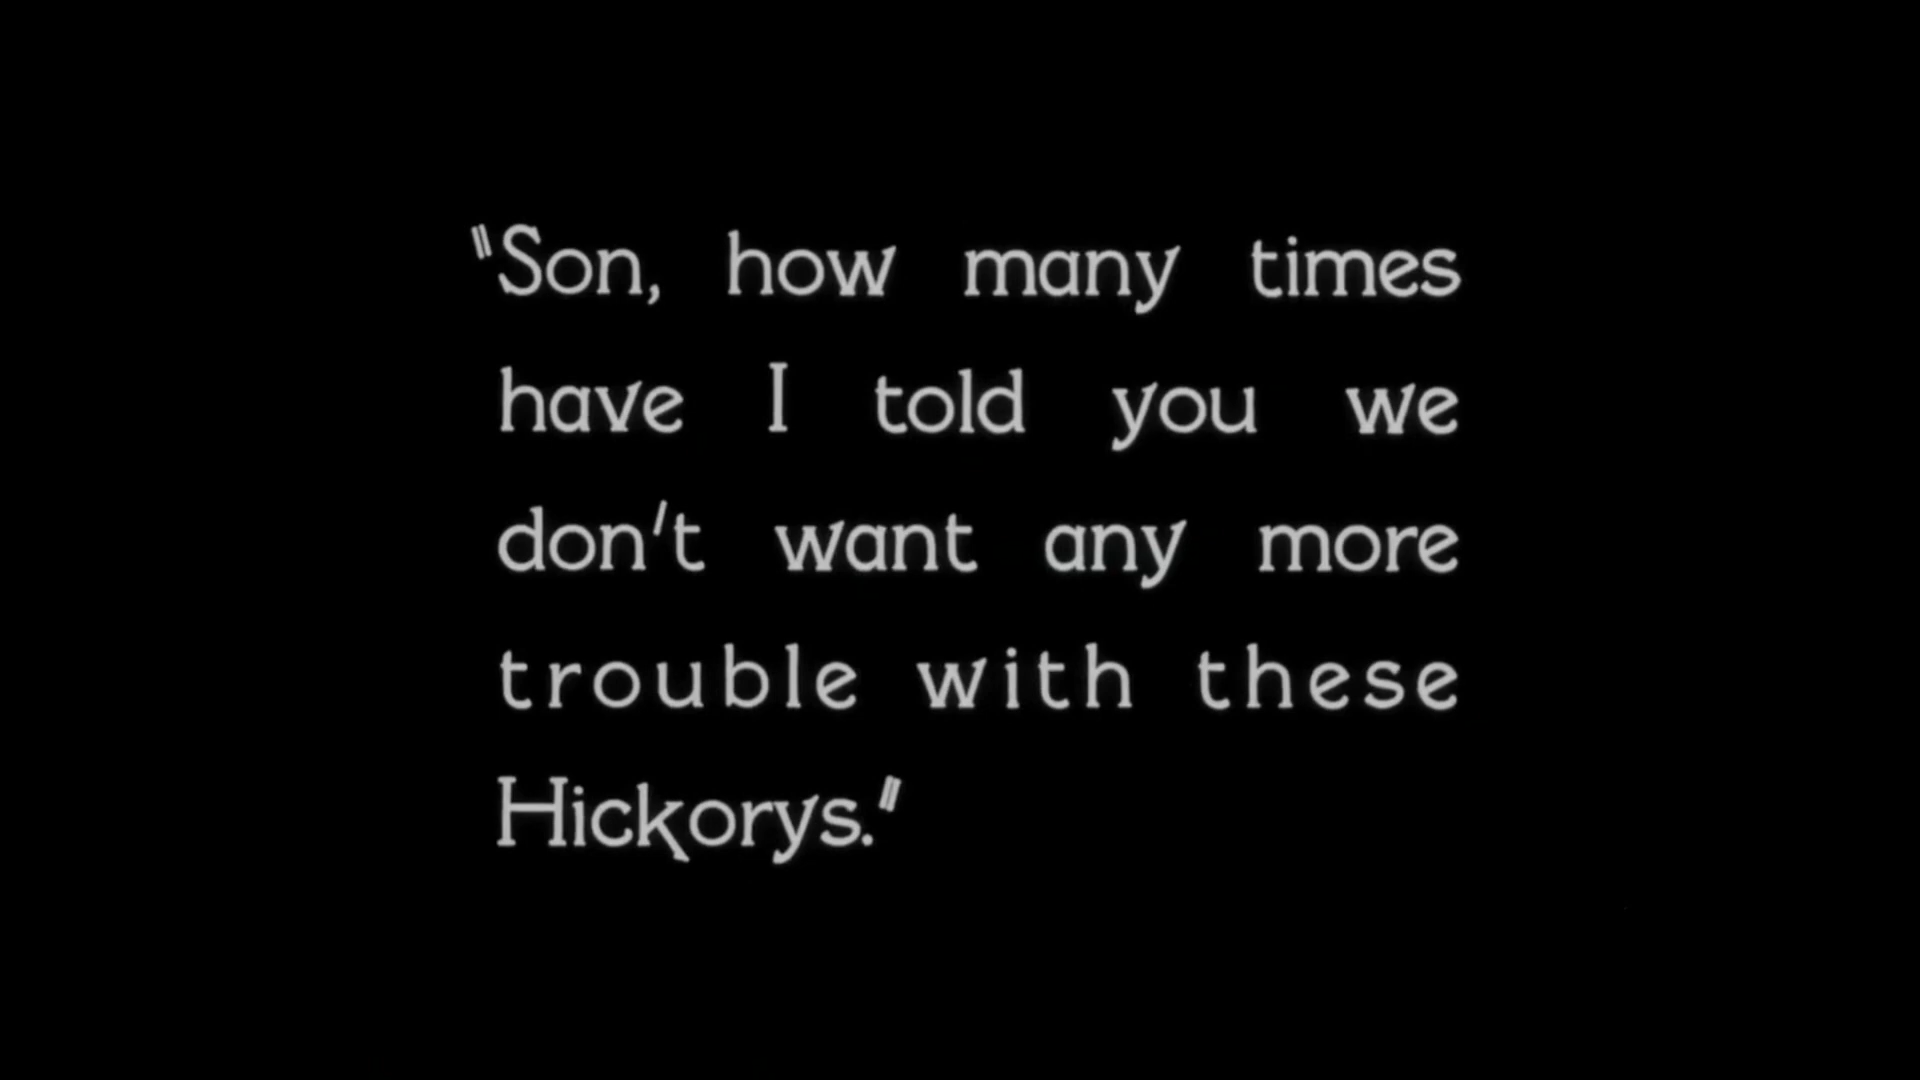 "Son, how many times
have I told you we
don't want any more
trouble with these
Hickorys."